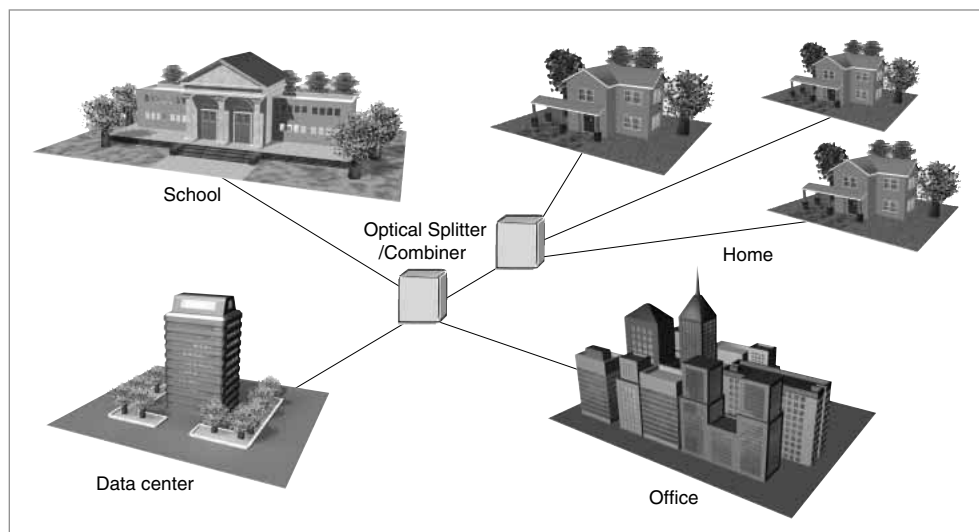 School
Optical Splitter
/Combiner
Home
Data center
Office